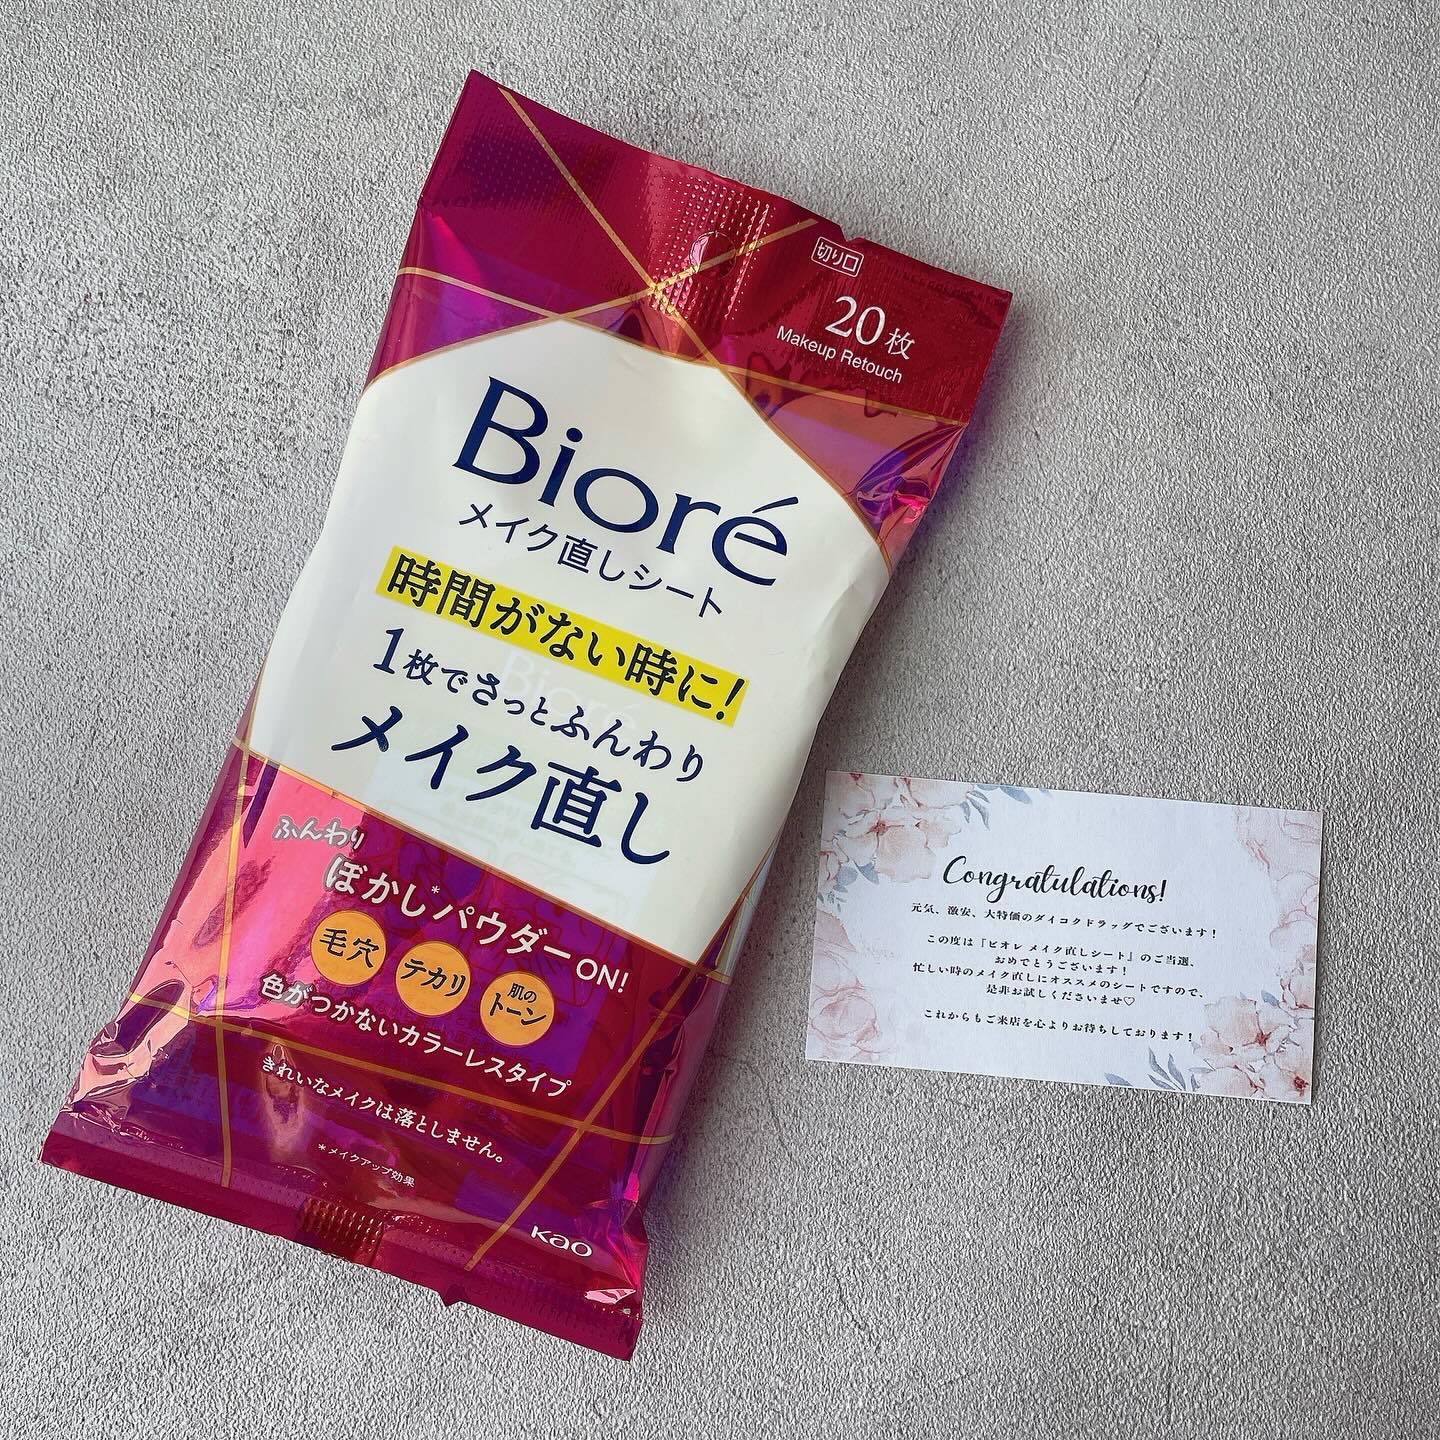 切り口
20枚
Makeup Retouch
Bioré
メイク直しシート
時間がない時に!
1枚でさっとふんわり
メイク直し
ふんわり
ぼかし*パウダーON!
毛穴
テカリ
肌の
トーン
色がつかないカラーレスタイプ
きれいなメイクは落としません。
*メイクアップ効果
Kao
Congratulations!
元気、激安、大特価のダイコクドラッグでございます!
この度は『ビオレ メイク直しシート』のご当選、
おめでとうございます!
忙しい時のメイク直しにオススメのシートですので、
是非お試しくださいませ♡
これからもご来店を心よりお待ちしております!